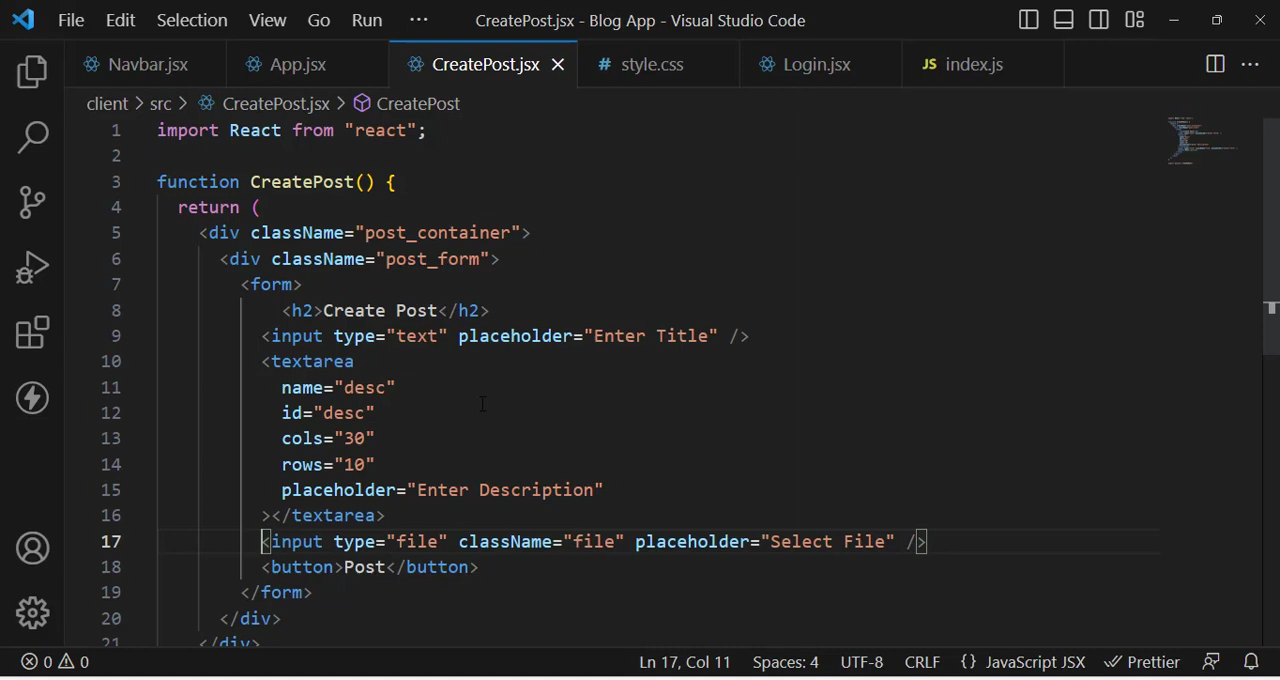 File Edit Selection View Go Run ··· CreatePost.jsx - Blog App - Visual Studio Code
Navbar.jsx App.jsx CreatePost.jsx # style.css Login.jsx JS index.js
client > src > CreatePost.jsx > CreatePost
1 import React from "react";
2
3 function CreatePost() {
4 return (
5 <div className="post_container">
6 <div className="post_form">
7 <form>
8 <h2>Create Post</h2>
9 <input type="text" placeholder="Enter Title" />
10 <textarea
11 name="desc"
12 id="desc"
13 cols="30"
14 rows="10"
15 placeholder="Enter Description"
16 ></textarea>
17 <input type="file" className="file" placeholder="Select File" />
18 <button>Post</button>
19 </form>
20 </div>
21 </div>
0 0 Ln 17, Col 11 Spaces: 4 UTF-8 CRLF {} JavaScript JSX Prettier